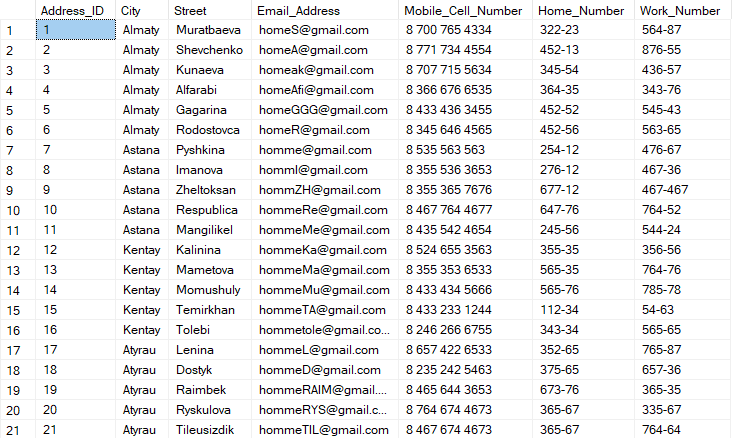 Address_ID City Street Email_Address Mobile_Cell_Number Home_Number Work_Number
1 1 Almaty Muratbaeva homeS@gmail.com 8 700 765 4334 322-23 564-87
2 2 Almaty Shevchenko homeA@gmail.com 8 771 734 4554 452-13 876-55
3 3 Almaty Kunaeva homeak@gmail.com 8 707 715 5634 345-54 436-57
4 4 Almaty Alfarabi homeAfi@gmail.com 8 366 676 6535 364-35 343-76
5 5 Almaty Gagarina homeGGG@gmail.com 8 433 436 3455 452-52 545-43
6 6 Almaty Rodostovca homeR@gmail.com 8 345 646 4565 452-56 563-65
7 7 Astana Pyshkina homme@gmail.com 8 535 563 563 254-12 476-67
8 8 Astana Imanova hommI@gmail.com 8 355 536 3653 276-12 467-36
9 9 Astana Zheltoksan hommZH@gmail.com 8 355 365 7676 677-12 467-467
10 10 Astana Respublica hommeRe@gmail.com 8 467 764 4677 647-76 764-52
11 11 Astana Mangilikel hommeMe@gmail.com 8 435 542 4654 245-56 544-24
12 12 Kentay Kalinina hommeKa@gmail.com 8 524 655 3563 355-35 356-56
13 13 Kentay Mametova hommeMa@gmail.com 8 355 353 6533 565-35 764-76
14 14 Kentay Momushuly hommeMu@gmail.com 8 433 434 5666 565-76 785-78
15 15 Kentay Temirkhan hommeTA@gmail.com 8 433 233 1244 112-34 54-63
16 16 Kentay Tolebi hommetole@gmail.co... 8 246 266 6755 343-34 565-65
17 17 Atyrau Lenina hommeL@gmail.com 8 657 422 6533 352-65 765-87
18 18 Atyrau Dostyk hommeD@gmail.com 8 235 242 5463 375-65 657-36
19 19 Atyrau Raimbek hommeRAIM@gmail.... 8 465 644 3653 673-76 365-35
20 20 Atyrau Ryskulova hommeRYS@gmail.c... 8 764 674 4673 365-67 335-67
21 21 Atyrau Tileusizdik hommeTIL@gmail.com 8 467 674 4673 365-67 764-64